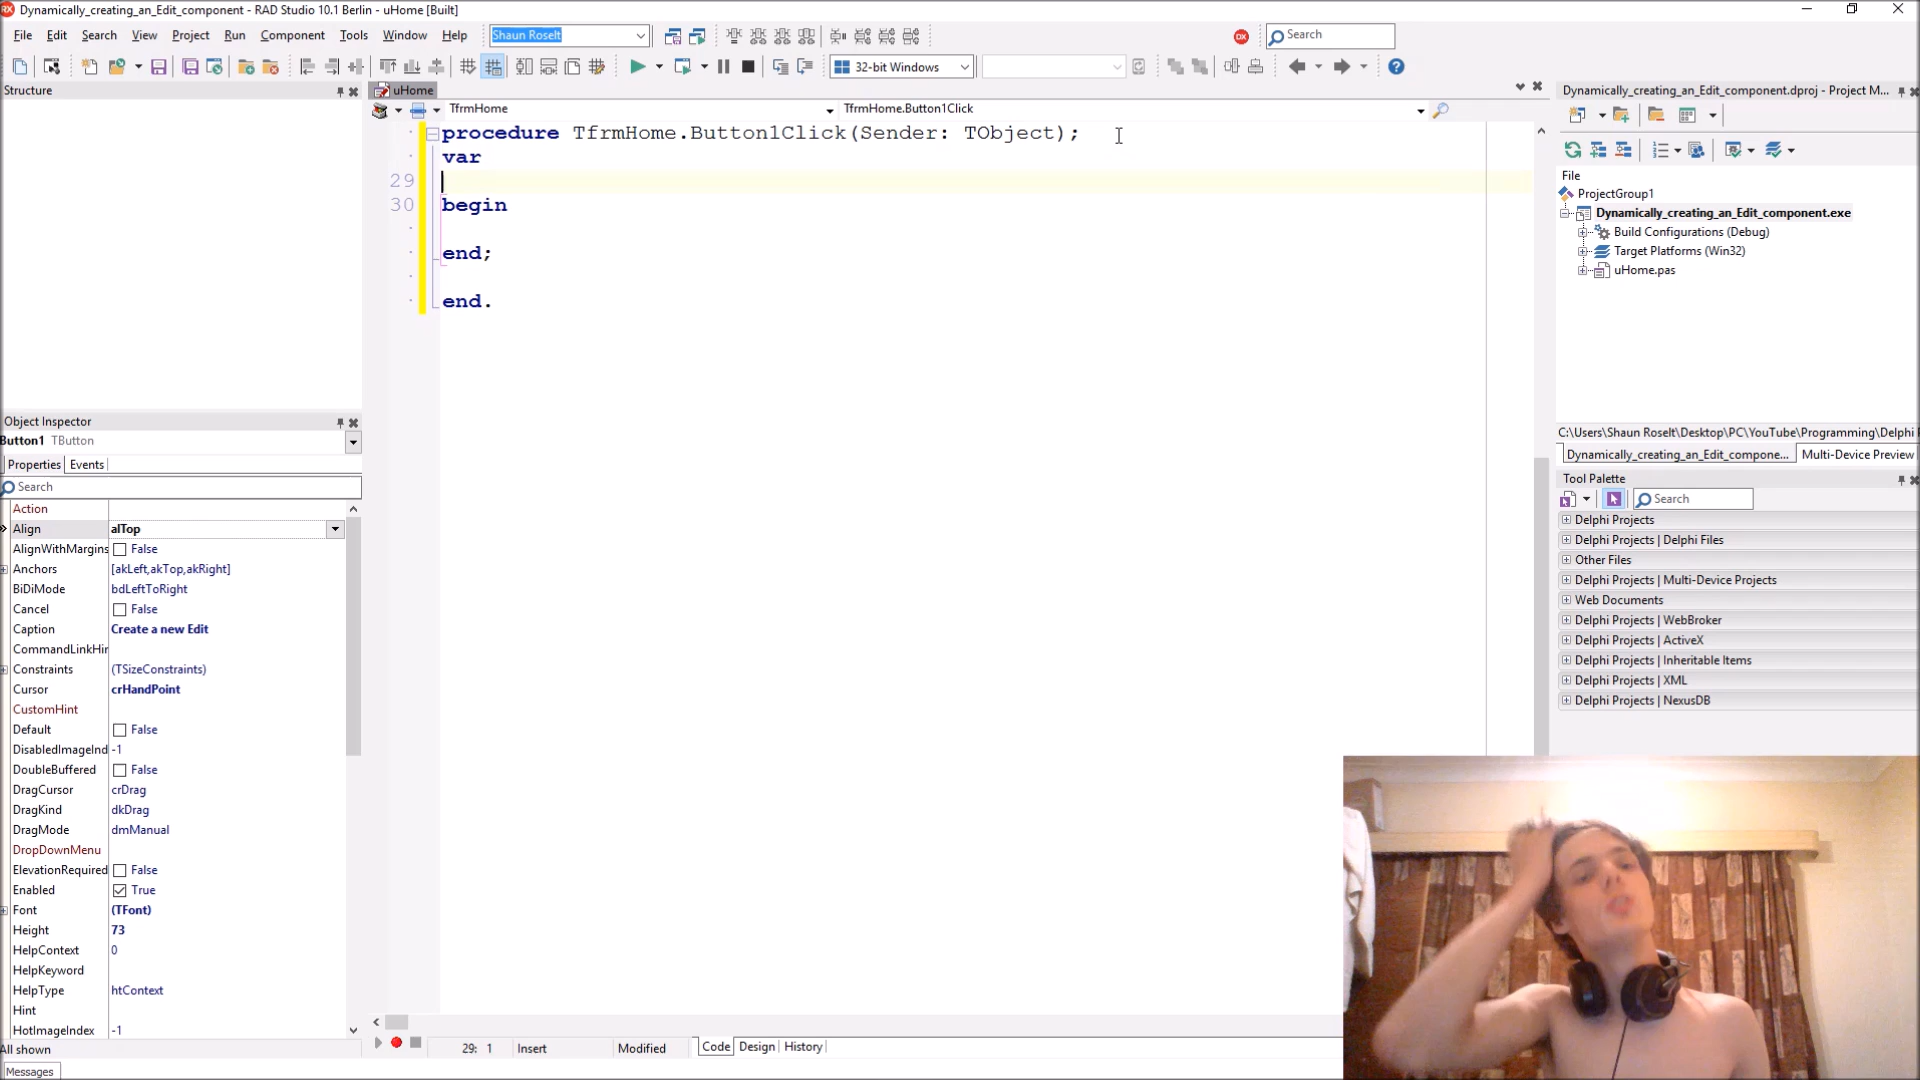 Dynamically_creating_an_Edit_component - RAD Studio 10.1 Berlin - uHome [Built]
File Edit Search View Project Run Component Tools Window Help Shaun Roselt Search
32-bit Windows
Structure
uHome
TfrmHome TfrmHome.Button1Click
procedure TfrmHome.Button1Click(Sender: TObject);
var
29
30 begin
end;
end.
Object Inspector
Button1 TButton
Properties Events
Search
Action
Align alTop
AlignWithMargins False
Anchors [akLeft,akTop,akRight]
BiDiMode bdLeftToRight
Cancel False
Caption Create a new Edit
CommandLinkHin
Constraints (TSizeConstraints)
Cursor crHandPoint
CustomHint
Default False
DisabledImageInd -1
DoubleBuffered False
DragCursor crDrag
DragKind dkDrag
DragMode dmManual
DropDownMenu
ElevationRequired False
Enabled True
Font (TFont)
Height 73
HelpContext 0
HelpKeyword
HelpType htContext
Hint
HotImageIndex -1
All shown
Messages
29: 1 Insert Modified Code Design History
Dynamically_creating_an_Edit_component.dproj - Project M...
File
ProjectGroup1
Dynamically_creating_an_Edit_component.exe
Build Configurations (Debug)
Target Platforms (Win32)
uHome.pas
C:\Users\Shaun Roselt\Desktop\PC\YouTube\Programming\Delphi
Dynamically_creating_an_Edit_compone... Multi-Device Preview
Tool Palette
Search
Delphi Projects
Delphi Projects | Delphi Files
Other Files
Delphi Projects | Multi-Device Projects
Web Documents
Delphi Projects | WebBroker
Delphi Projects | ActiveX
Delphi Projects | Inheritable Items
Delphi Projects | XML
Delphi Projects | NexusDB